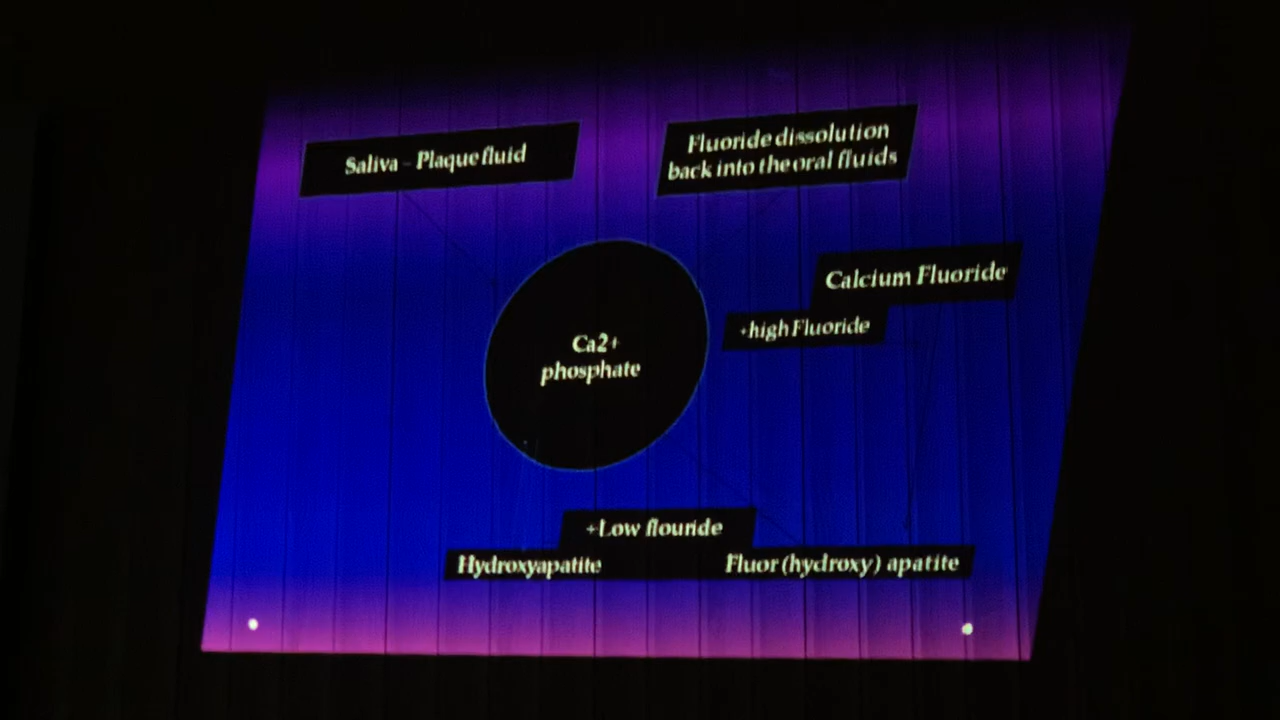 Saliva - Plaque fluid
Fluoride dissolution
back into the oral fluids
Calcium Fluoride
+high Fluoride
Ca2+
phosphate
+Low flouride
Hydroxyapatite
Fluor (hydroxy) apatite